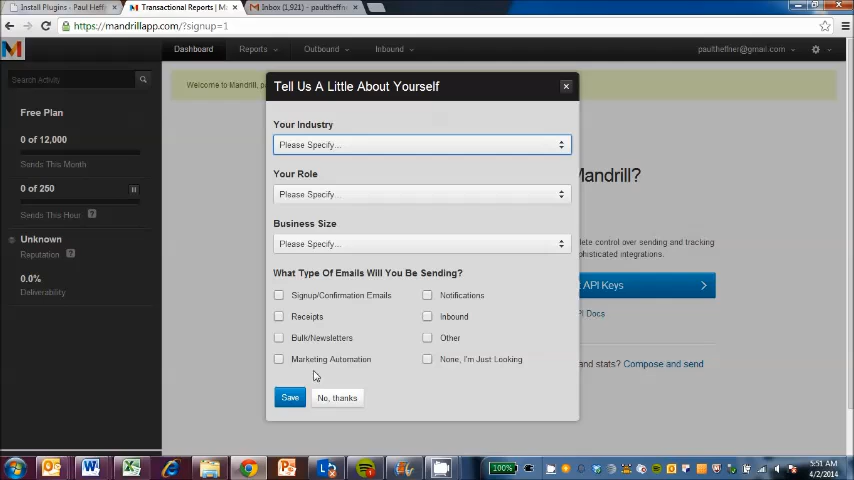 Install Plugins - Paul Heff
Transactional Reports | Ma
Inbox (1,921) - paultheffne
https://mandrillapp.com/?signup=1
Dashboard Reports Outbound Inbound paultheffner@gmail.com
Search Activity
Welcome to Mandrill, p
Free Plan
0 of 12,000
Sends This Month
0 of 250
Sends This Hour ?
Unknown
Reputation ?
0.0%
Deliverability
Tell Us A Little About Yourself
Your Industry
Please Specify...
Your Role
Please Specify...
Business Size
Please Specify...
What Type Of Emails Will You Be Sending?
Signup/Confirmation Emails Notifications
Receipts Inbound
Bulk/Newsletters Other
Marketing Automation None, I'm Just Looking
Save No, thanks
Mandrill?
lete control over sending and tracking
phisticated integrations.
API Keys
PI Docs
and stats? Compose and send
100%
5:51 AM
4/2/2014